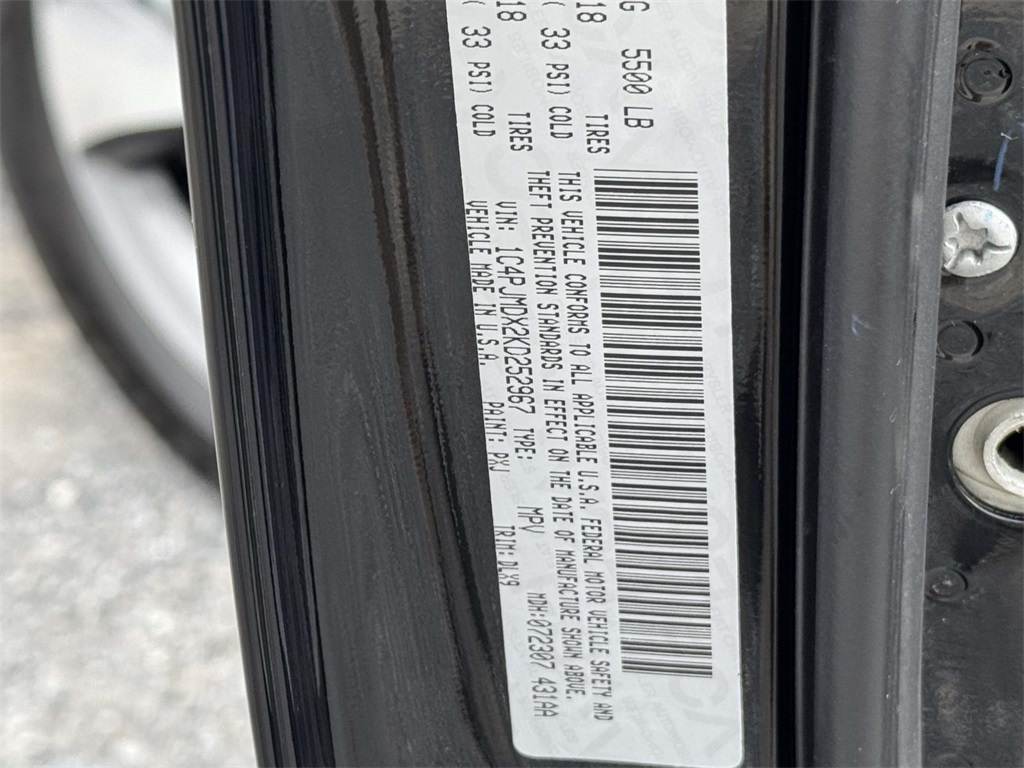 G 5500 LB
18 TIRES
( 33 PSI) COLD
18 TIRES
( 33 PSI) COLD
THIS VEHICLE CONFORMS TO ALL APPLICABLE U.S.A. FEDERAL MOTOR VEHICLE SAFETY AND
THEFT PREVENTION STANDARDS IN EFFECT ON THE DATE OF MANUFACTURE SHOWN ABOVE.
VIN: 1C4PJMDX2KD252967 TYPE: MPV MDH:072307 431AA
VEHICLE MADE IN U.S.A. PAINT: PXJ TRIM:DLX9